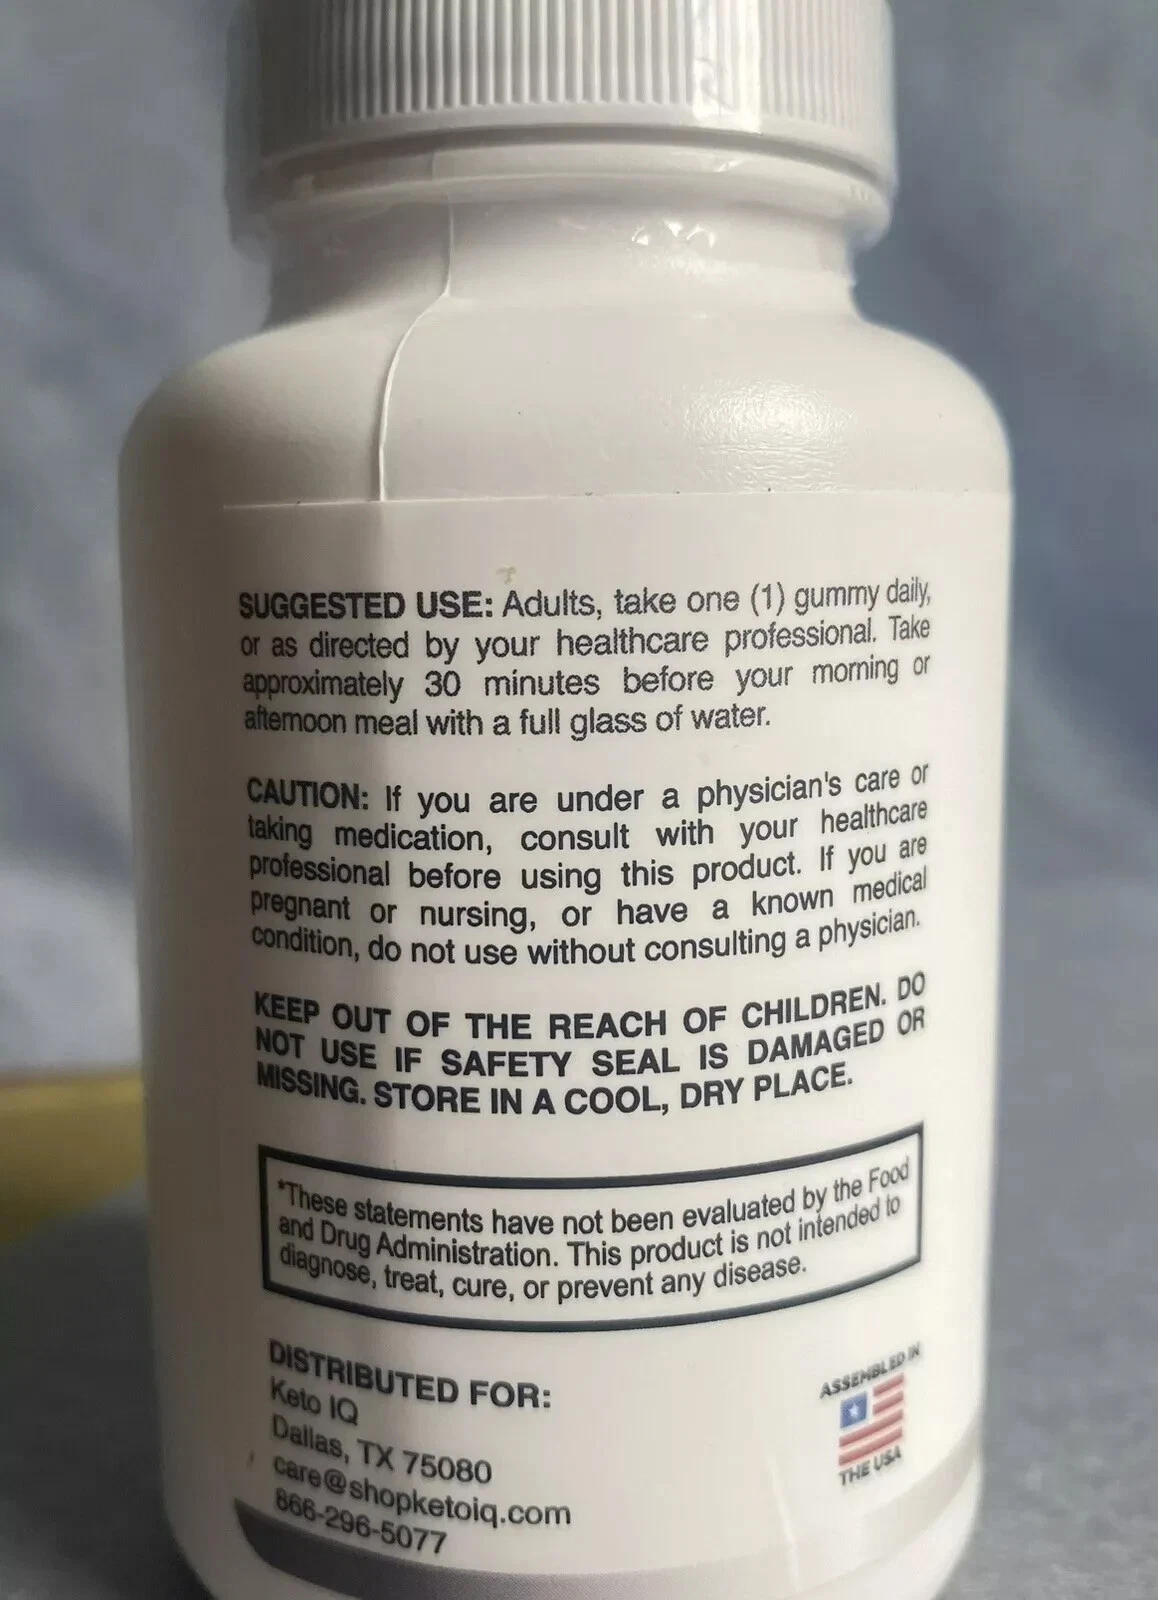 SUGGESTED USE: Adults, take one (1) gummy daily,
or as directed by your healthcare professional. Take
approximately 30 minutes before your morning or
afternoon meal with a full glass of water.
CAUTION: If you are under a physician's care or
taking medication, consult with your healthcare
professional before using this product. If you are
pregnant or nursing, or have a known medical
condition, do not use without consulting a physician.
KEEP OUT OF THE REACH OF CHILDREN. DO
NOT USE IF SAFETY SEAL IS DAMAGED OR
MISSING. STORE IN A COOL, DRY PLACE.
*These statements have not been evaluated by the Food
and Drug Administration. This product is not intended to
diagnose, treat, cure, or prevent any disease.
DISTRIBUTED FOR:
Keto IQ
Dallas, TX 75080
care@shopketoiq.com
866-296-5077
ASSEMBLED IN
THE USA